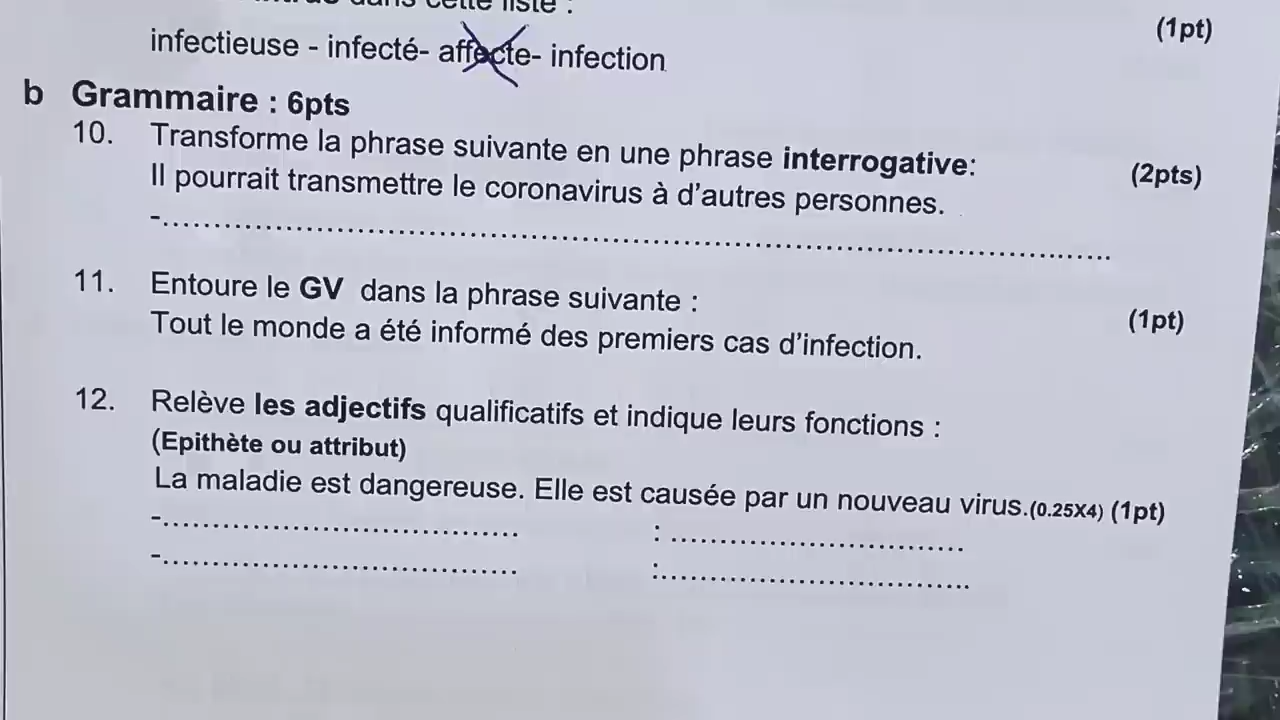 dans cette liste :
(1pt)
infectieuse - infecté- affecte- infection
b Grammaire : 6pts
10. Transforme la phrase suivante en une phrase interrogative:
(2pts)
Il pourrait transmettre le coronavirus à d'autres personnes.
-................................................................................................
11. Entoure le GV dans la phrase suivante :
(1pt)
Tout le monde a été informé des premiers cas d'infection.
12. Relève les adjectifs qualificatifs et indique leurs fonctions :
(Epithète ou attribut)
La maladie est dangereuse. Elle est causée par un nouveau virus.(0.25X4) (1pt)
-.................................... : ..............................
-.................................... :...............................